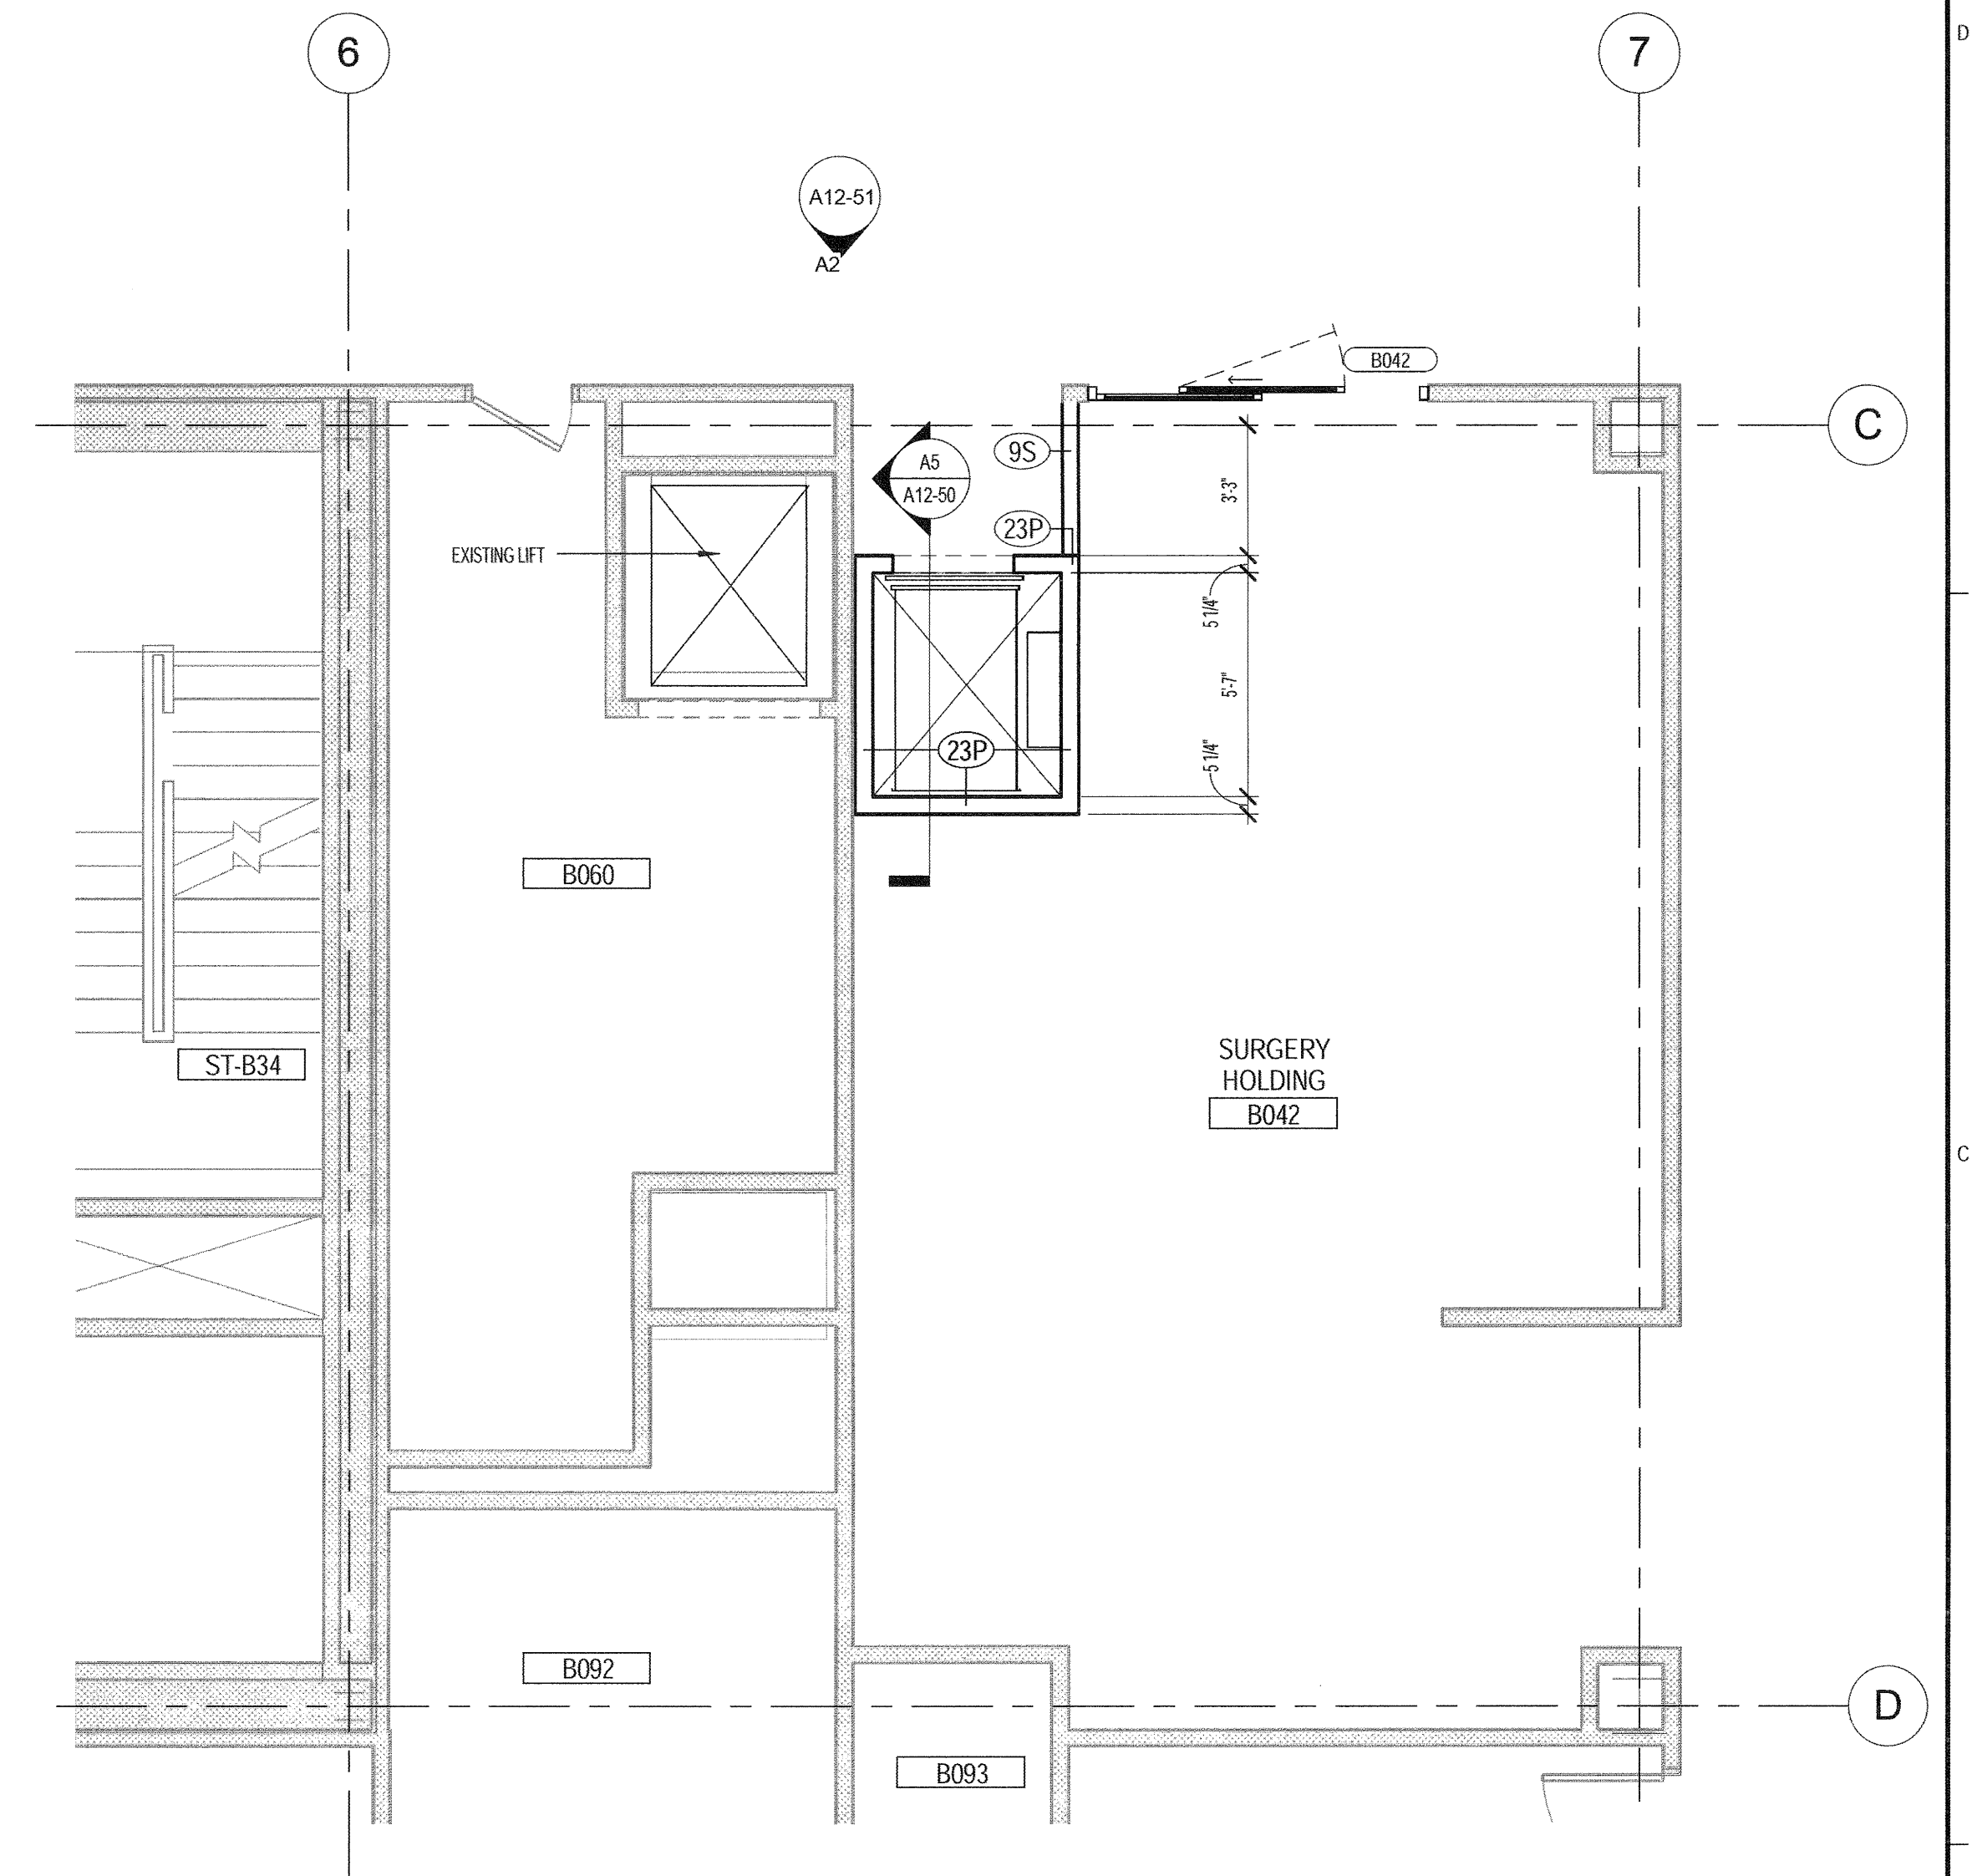 D
6
7
A12-51
A2
B042
C
A5
A12-50
9S
23P
3'-3"
EXISTING LIFT
5 1/4"
5'-7"
23P
5 1/4"
B060
SURGERY
HOLDING
B042
ST-B34
C
B092
D
B093